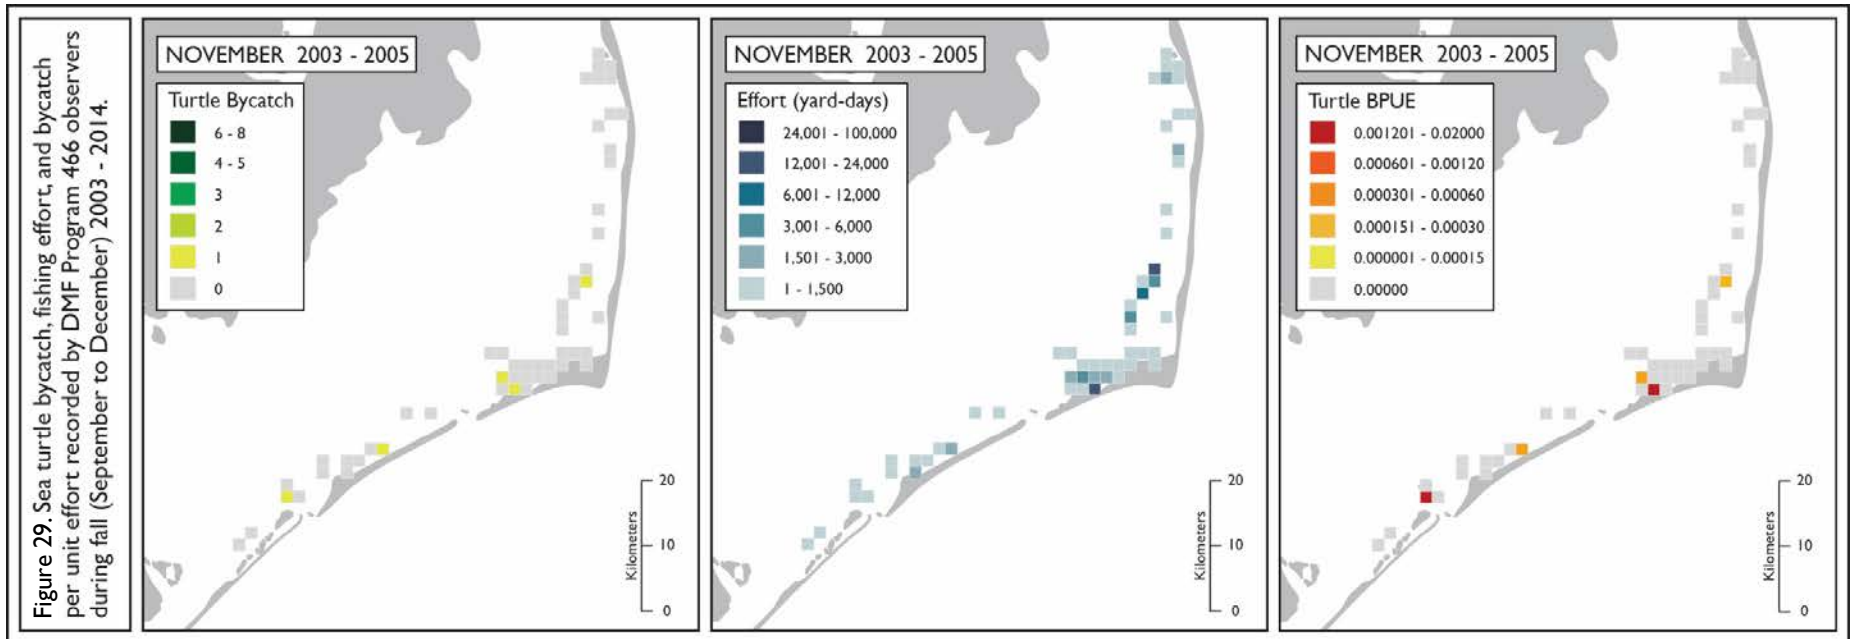 Figure 29. Sea turtle bycatch, fishing effort, and bycatch
per unit effort recorded by DMF Program 466 observers
during fall (September to December) 2003 - 2014.
NOVEMBER 2003 - 2005
Turtle Bycatch
6 - 8
4 - 5
3
2
1
0
20
10
0
Kilometers
NOVEMBER 2003 - 2005
Effort (yard-days)
24,001 - 100,000
12,001 - 24,000
6,001 - 12,000
3,001 - 6,000
1,501 - 3,000
1 - 1,500
20
10
0
Kilometers
NOVEMBER 2003 - 2005
Turtle BPUE
0.001201 - 0.02000
0.000601 - 0.00120
0.000301 - 0.00060
0.000151 - 0.00030
0.000001 - 0.00015
0.00000
20
10
0
Kilometers